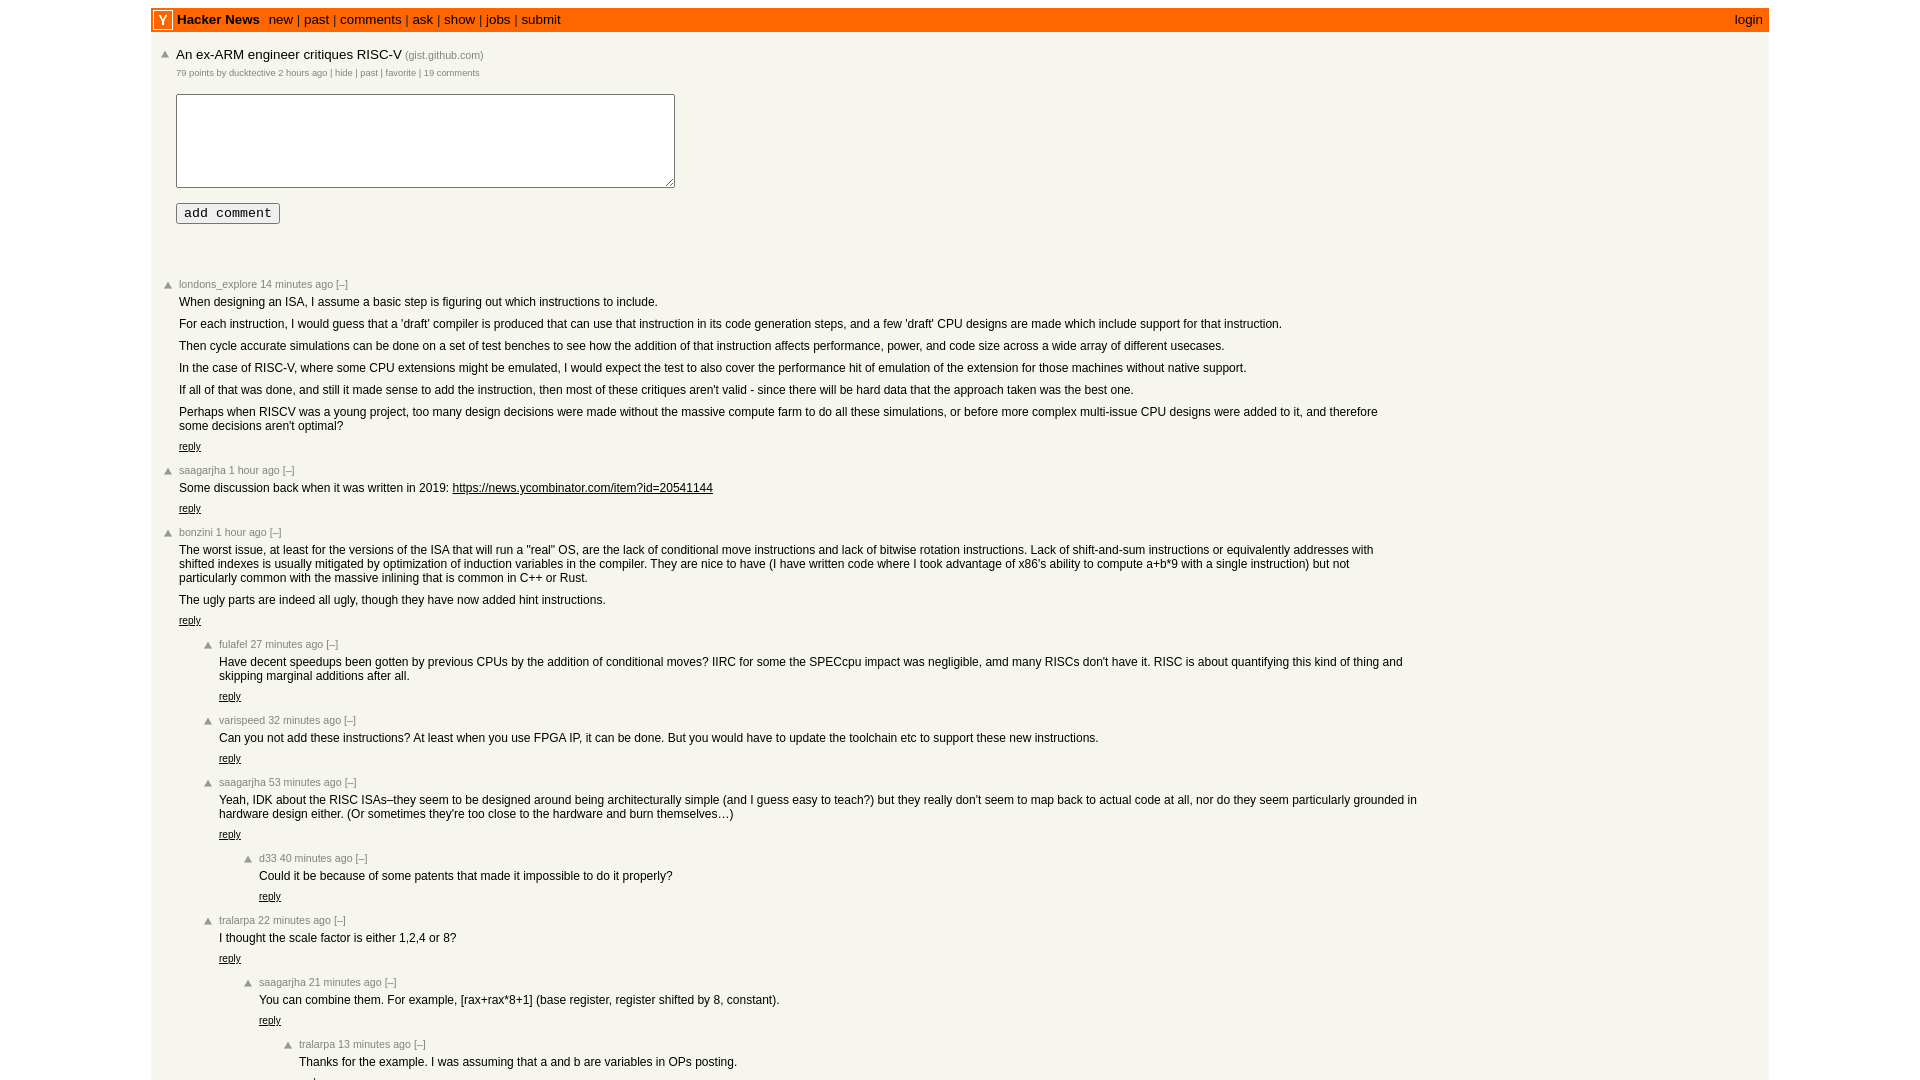 Y Hacker News new | past | comments | ask | show | jobs | submit login
An ex-ARM engineer critiques RISC-V (gist.github.com)
79 points by ducktective 2 hours ago | hide | past | favorite | 19 comments
add comment
londons_explore 14 minutes ago [–]
When designing an ISA, I assume a basic step is figuring out which instructions to include.
For each instruction, I would guess that a 'draft' compiler is produced that can use that instruction in its code generation steps, and a few 'draft' CPU designs are made which include support for that instruction.
Then cycle accurate simulations can be done on a set of test benches to see how the addition of that instruction affects performance, power, and code size across a wide array of different usecases.
In the case of RISC-V, where some CPU extensions might be emulated, I would expect the test to also cover the performance hit of emulation of the extension for those machines without native support.
If all of that was done, and still it made sense to add the instruction, then most of these critiques aren't valid - since there will be hard data that the approach taken was the best one.
Perhaps when RISCV was a young project, too many design decisions were made without the massive compute farm to do all these simulations, or before more complex multi-issue CPU designs were added to it, and therefore
some decisions aren't optimal?
reply
saagarjha 1 hour ago [–]
Some discussion back when it was written in 2019: https://news.ycombinator.com/item?id=20541144
reply
bonzini 1 hour ago [–]
The worst issue, at least for the versions of the ISA that will run a "real" OS, are the lack of conditional move instructions and lack of bitwise rotation instructions. Lack of shift-and-sum instructions or equivalently addresses with
shifted indexes is usually mitigated by optimization of induction variables in the compiler. They are nice to have (I have written code where I took advantage of x86's ability to compute a+b*9 with a single instruction) but not
particularly common with the massive inlining that is common in C++ or Rust.
The ugly parts are indeed all ugly, though they have now added hint instructions.
reply
fulafel 27 minutes ago [–]
Have decent speedups been gotten by previous CPUs by the addition of conditional moves? IIRC for some the SPECcpu impact was negligible, amd many RISCs don't have it. RISC is about quantifying this kind of thing and
skipping marginal additions after all.
reply
varispeed 32 minutes ago [–]
Can you not add these instructions? At least when you use FPGA IP, it can be done. But you would have to update the toolchain etc to support these new instructions.
reply
saagarjha 53 minutes ago [–]
Yeah, IDK about the RISC ISAs–they seem to be designed around being architecturally simple (and I guess easy to teach?) but they really don't seem to map back to actual code at all, nor do they seem particularly grounded in
hardware design either. (Or sometimes they're too close to the hardware and burn themselves…)
reply
d33 40 minutes ago [–]
Could it be because of some patents that made it impossible to do it properly?
reply
tralarpa 22 minutes ago [–]
I thought the scale factor is either 1,2,4 or 8?
reply
saagarjha 21 minutes ago [–]
You can combine them. For example, [rax+rax*8+1] (base register, register shifted by 8, constant).
reply
tralarpa 13 minutes ago [–]
Thanks for the example. I was assuming that a and b are variables in OPs posting.